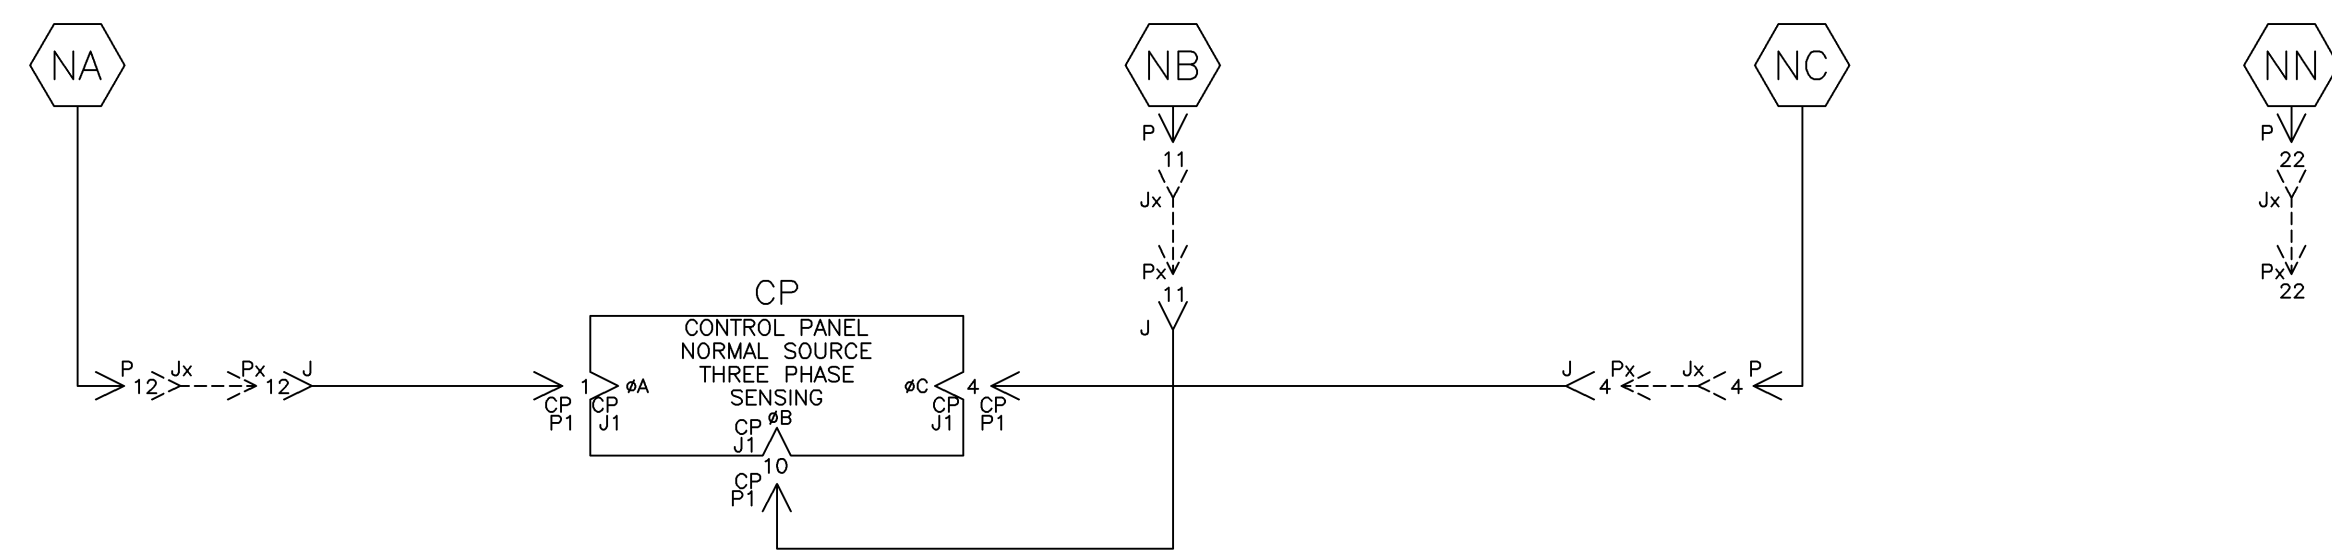 NA
NB
NC
NN
P
11
Jx
Px
11
J
P
22
Jx
Px
22
CP
CONTROL PANEL
NORMAL SOURCE
THREE PHASE
SENSING
P
12
Jx
Px
12
J
1
øA
CP
P1
CP
J1
øB
CP
J1
10
CP
P1
øC
4
CP
J1
CP
P1
J
4
Px
Jx
4
P